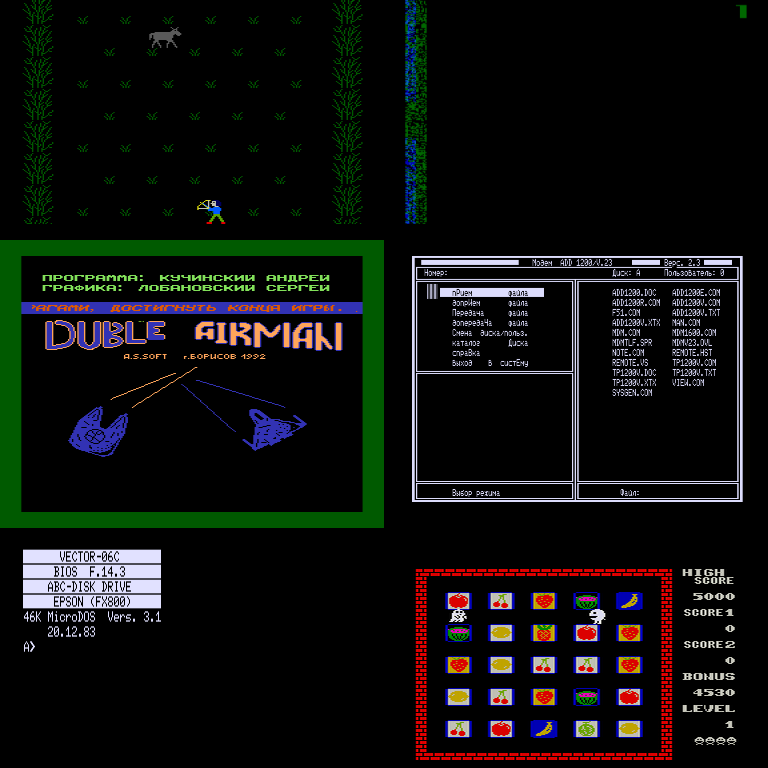 ПРОГРАММА: КУЧИНСКИЙ АНДРЕЙ
ГРАФИКА: ЛОБАНОВСКИЙ СЕРГЕЙ
РАГАМИ, ДОСТИГНУТЬ КОНЦА ИГРЫ.
DUBLE AIRMAN
A.S.SOFT г.БОРИСОВ 1992
Модем ADD 1200/V.23 Верс. 2.3
Номер: Диск: A Пользователь: 0
пРием файла
допрИем файла
Передача файла
допередаЧа файла
Смена диска/польз.
каталог Диска
спраВка
Выход в систЕму
ADD1200.DOC ADD1200E.COM
ADD1200R.COM ADD1200V.COM
F51.COM ADD1200V.TXT
ADD1200V.XTX MAN.COM
MDM.COM MDM1600.COM
MDMTLF.SPR MDMV23.OVL
NOTE.COM REMOTE.HST
REMOTE.VS TP1200V.COM
TP1200V.DOC TP1200V.TXT
TP1200V.XTX VIEW.COM
SYSGEN.COM
Выбор режима Файл:
VECTOR-06C
BIOS F.14.3
ABC-DISK DRIVE
EPSON (FX800)
46K MicroDOS Vers. 3.1
20.12.83
A>
HIGH
SCORE
5000
SCORE1
0
SCORE2
0
BONUS
4530
LEVEL
1